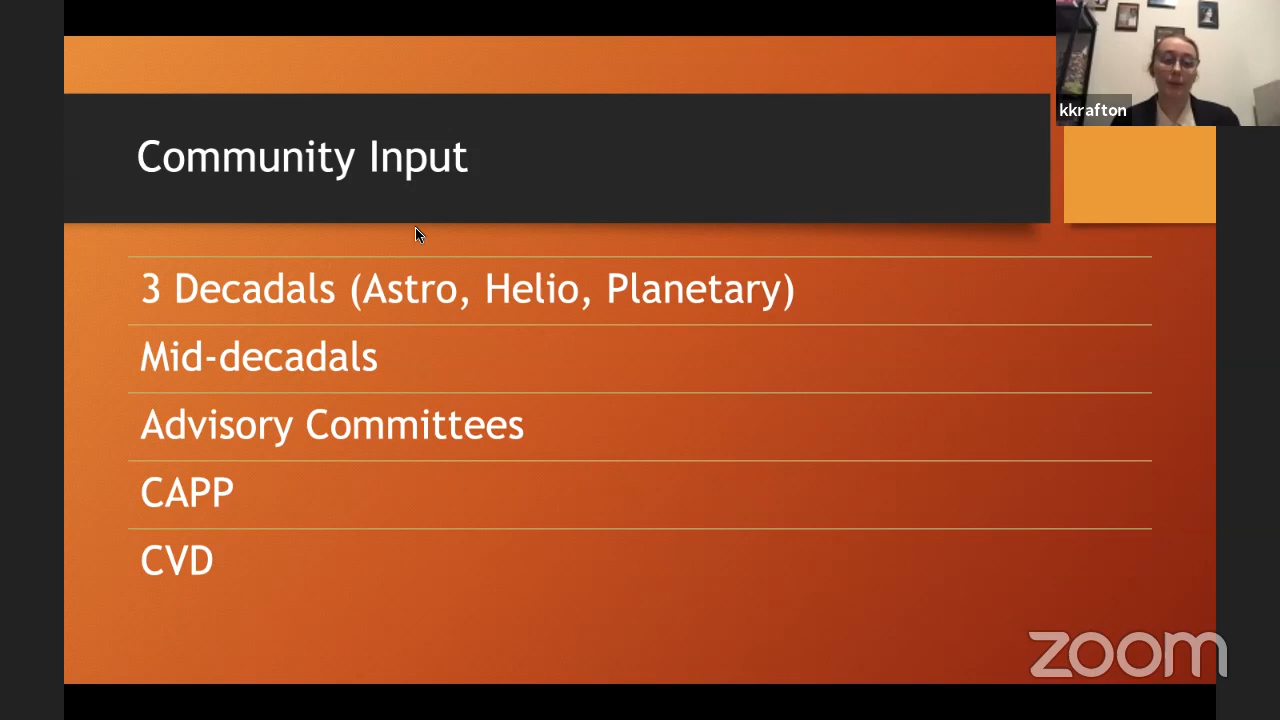 Community Input
kkrafton
3 Decadals (Astro, Helio, Planetary)
Mid-decadals
Advisory Committees
CAPP
CVD
zoom